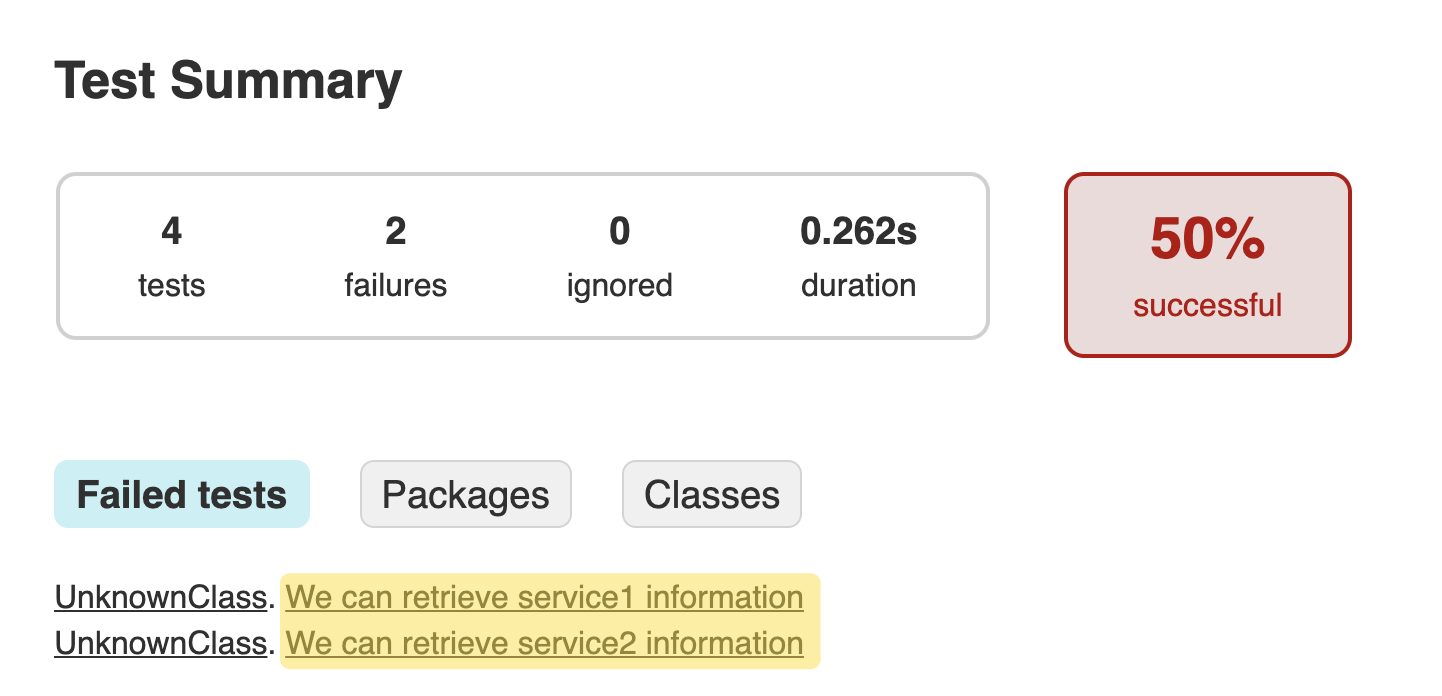 Test Summary
4 2 0 0.262s
tests failures ignored duration
50%
successful
Failed tests Packages Classes
UnknownClass. We can retrieve service1 information
UnknownClass. We can retrieve service2 information